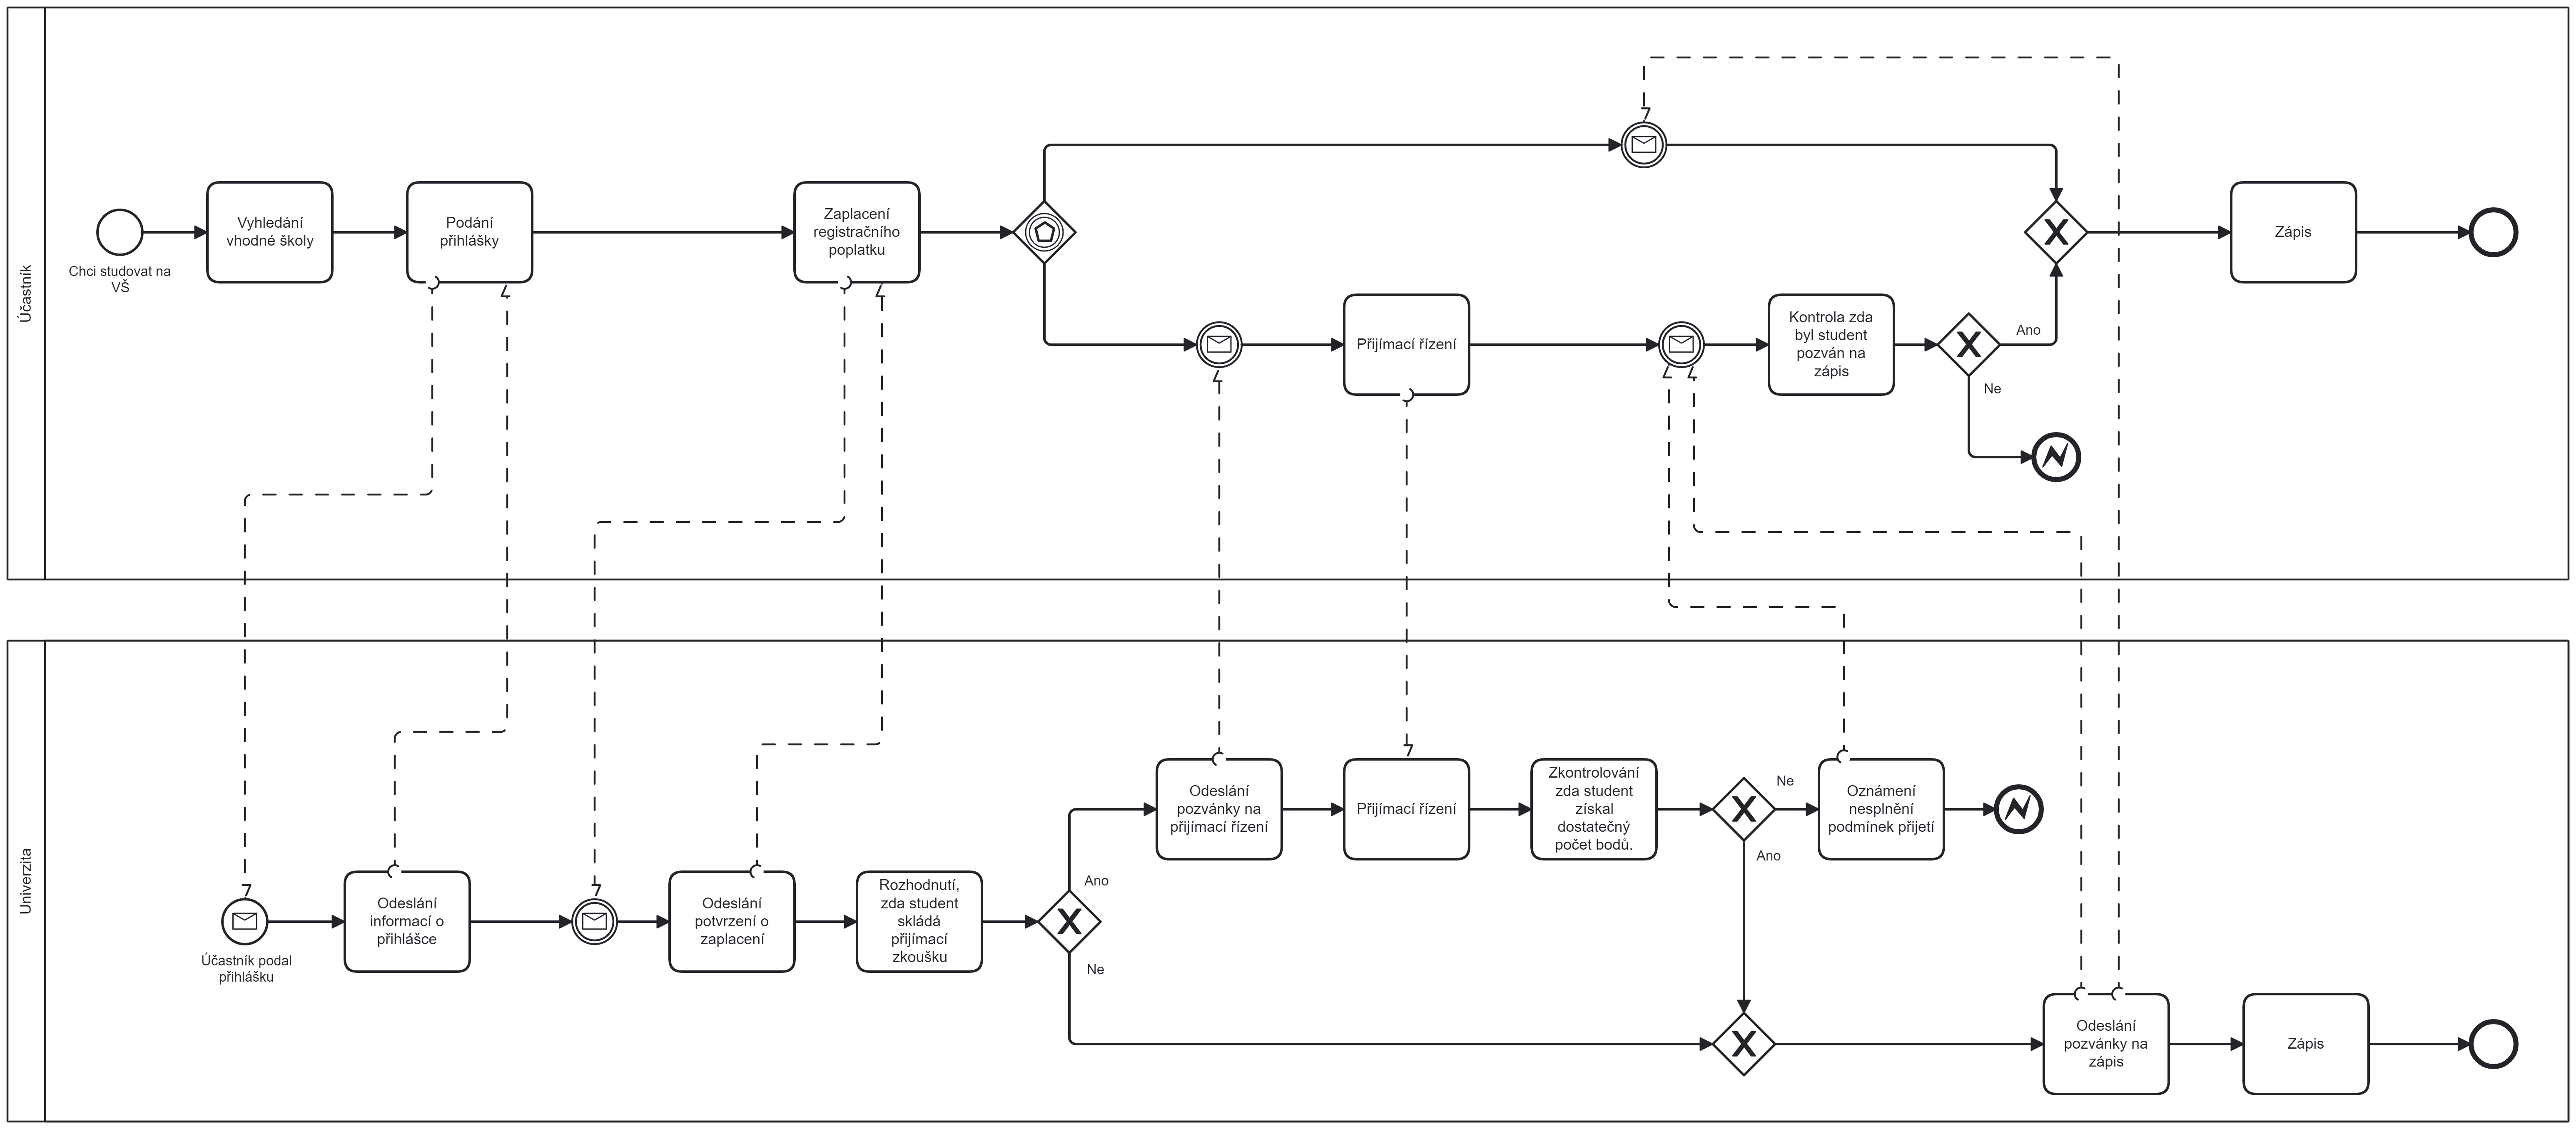 Účastník
Chci studovat na
VŠ
Vyhledání
vhodné školy
Podání
přihlášky
Zaplacení
registračního
poplatku
Přijímací řízení
Kontrola zda
byl student
pozván na
zápis
Ano
Ne
Zápis
Univerzita
Účastník podal
přihlášku
Odeslání
informací o
přihlášce
Odeslání
potvrzení o
zaplacení
Rozhodnutí,
zda student
skládá
přijímací
zkoušku
Ano
Ne
Odeslání
pozvánky na
přijímací řízení
Přijímací řízení
Zkontrolování
zda student
získal
dostatečný
počet bodů.
Ne
Ano
Oznámení
nesplnění
podmínek přijetí
Odeslání
pozvánky na
zápis
Zápis